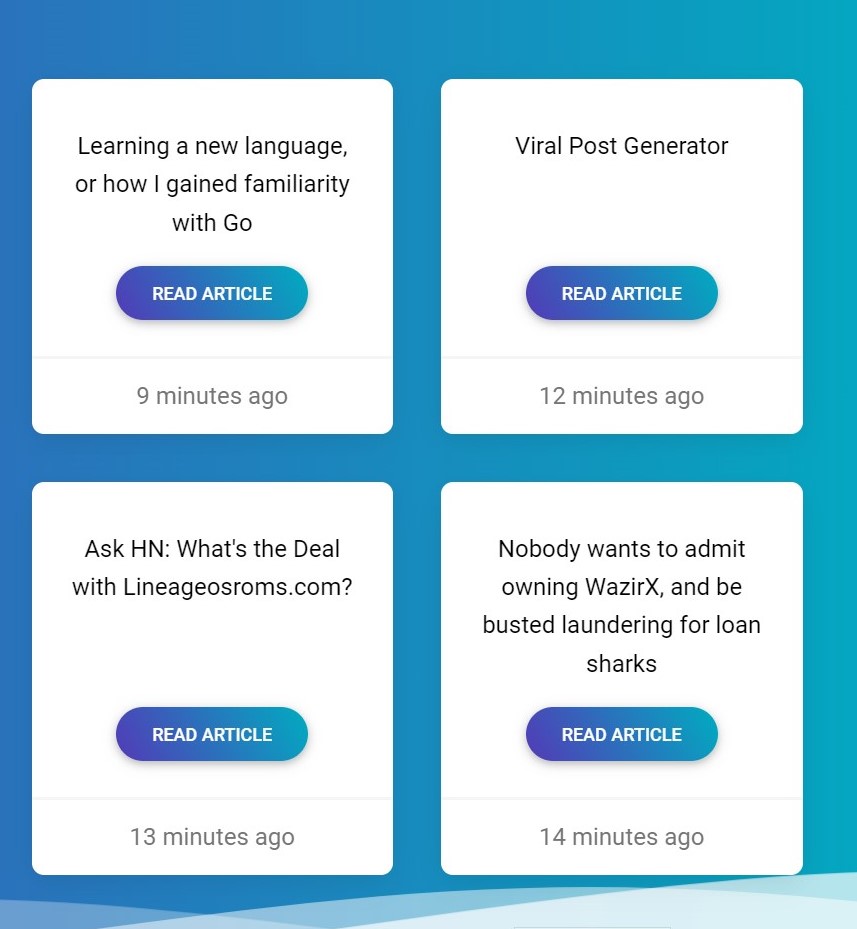 Learning a new language,
or how I gained familiarity
with Go
READ ARTICLE
9 minutes ago
Viral Post Generator
READ ARTICLE
12 minutes ago
Ask HN: What's the Deal
with Lineageosroms.com?
READ ARTICLE
13 minutes ago
Nobody wants to admit
owning WazirX, and be
busted laundering for loan
sharks
READ ARTICLE
14 minutes ago